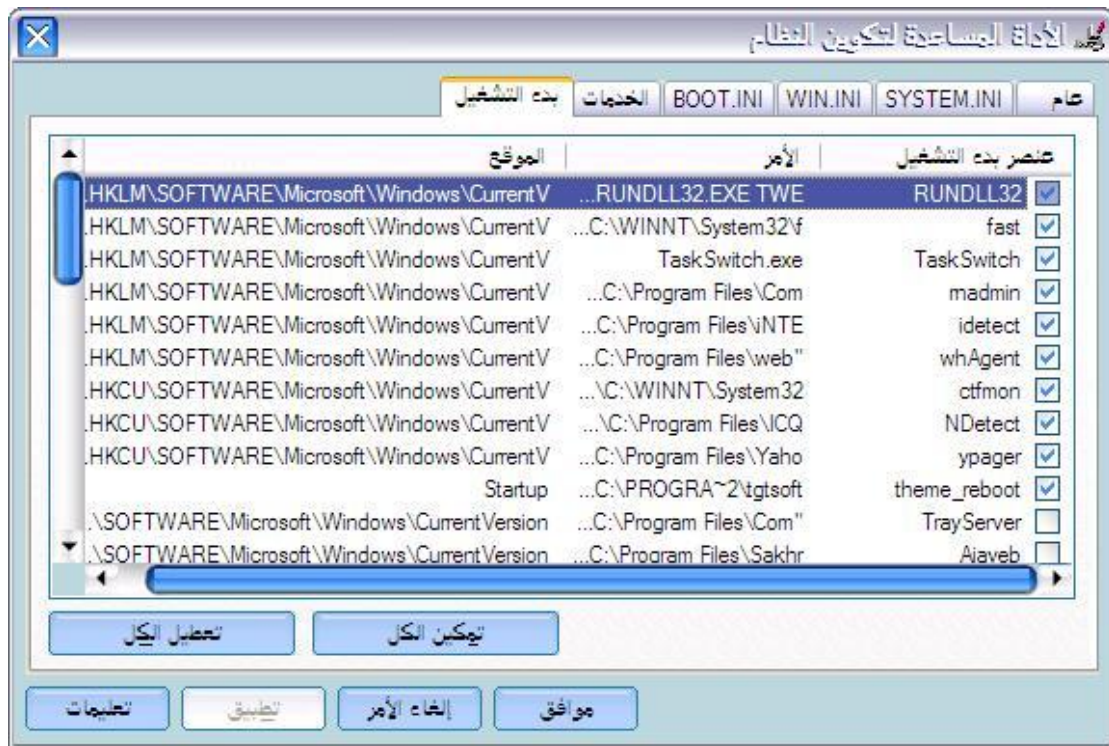 الأداة المساعدة لتكوين النظام
عام SYSTEM.INI WIN.INI BOOT.INI الخدمات بدء التشغيل
عنصر بدء التشغيل الأمر الموقع
RUNDLL32 RUNDLL32.EXE TWE... HKLM\SOFTWARE\Microsoft\Windows\CurrentV.
fast C:\WINNT\System32\f... HKLM\SOFTWARE\Microsoft\Windows\CurrentV.
TaskSwitch TaskSwitch.exe HKLM\SOFTWARE\Microsoft\Windows\CurrentV.
madmin C:\Program Files\Com... HKLM\SOFTWARE\Microsoft\Windows\CurrentV.
idetect C:\Program Files\iNTE... HKLM\SOFTWARE\Microsoft\Windows\CurrentV.
whAgent "C:\Program Files\web... HKLM\SOFTWARE\Microsoft\Windows\CurrentV.
ctfmon C:\WINNT\System32\... HKCU\SOFTWARE\Microsoft\Windows\CurrentV.
NDetect C:\Program Files\ICQ\... HKCU\SOFTWARE\Microsoft\Windows\CurrentV.
ypager C:\Program Files\Yaho... HKCU\SOFTWARE\Microsoft\Windows\CurrentV.
theme_reboot C:\PROGRA~2\tgtsoft... Startup
TrayServer "C:\Program Files\Com... SOFTWARE\Microsoft\Windows\CurrentVersion\.
Ajaveb C:\Program Files\Sakhr... SOFTWARE\Microsoft\Windows\CurrentVersion\.
تمكين الكل تعطيل الكل
موافق إلغاء الأمر تطبيق تعليمات